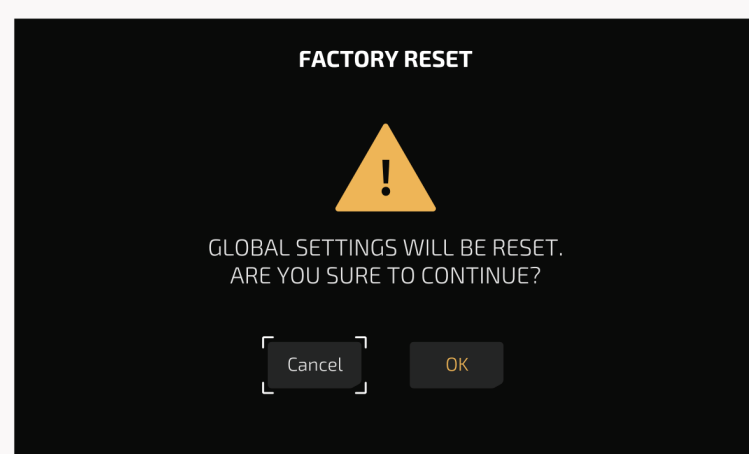 FACTORY RESET
!
GLOBAL SETTINGS WILL BE RESET.
ARE YOU SURE TO CONTINUE?
Cancel
OK